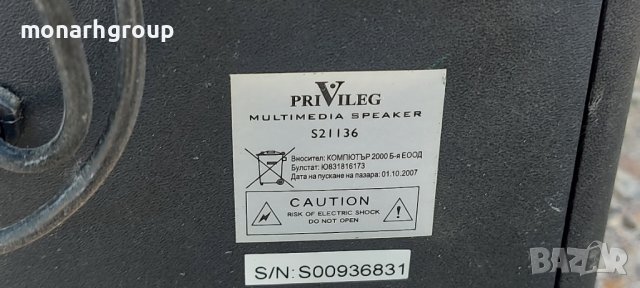 monarhgroup
PRIVILEG
MULTIMEDIA SPEAKER
S21136
Вносител: КОМПЮТЪР 2000 Б-я ЕООД
Булстат: Ю831816173
Дата на пускане на пазара: 01.10.2007
CAUTION
RISK OF ELECTRIC SHOCK
DO NOT OPEN
S/N: S00936831
BAZAR